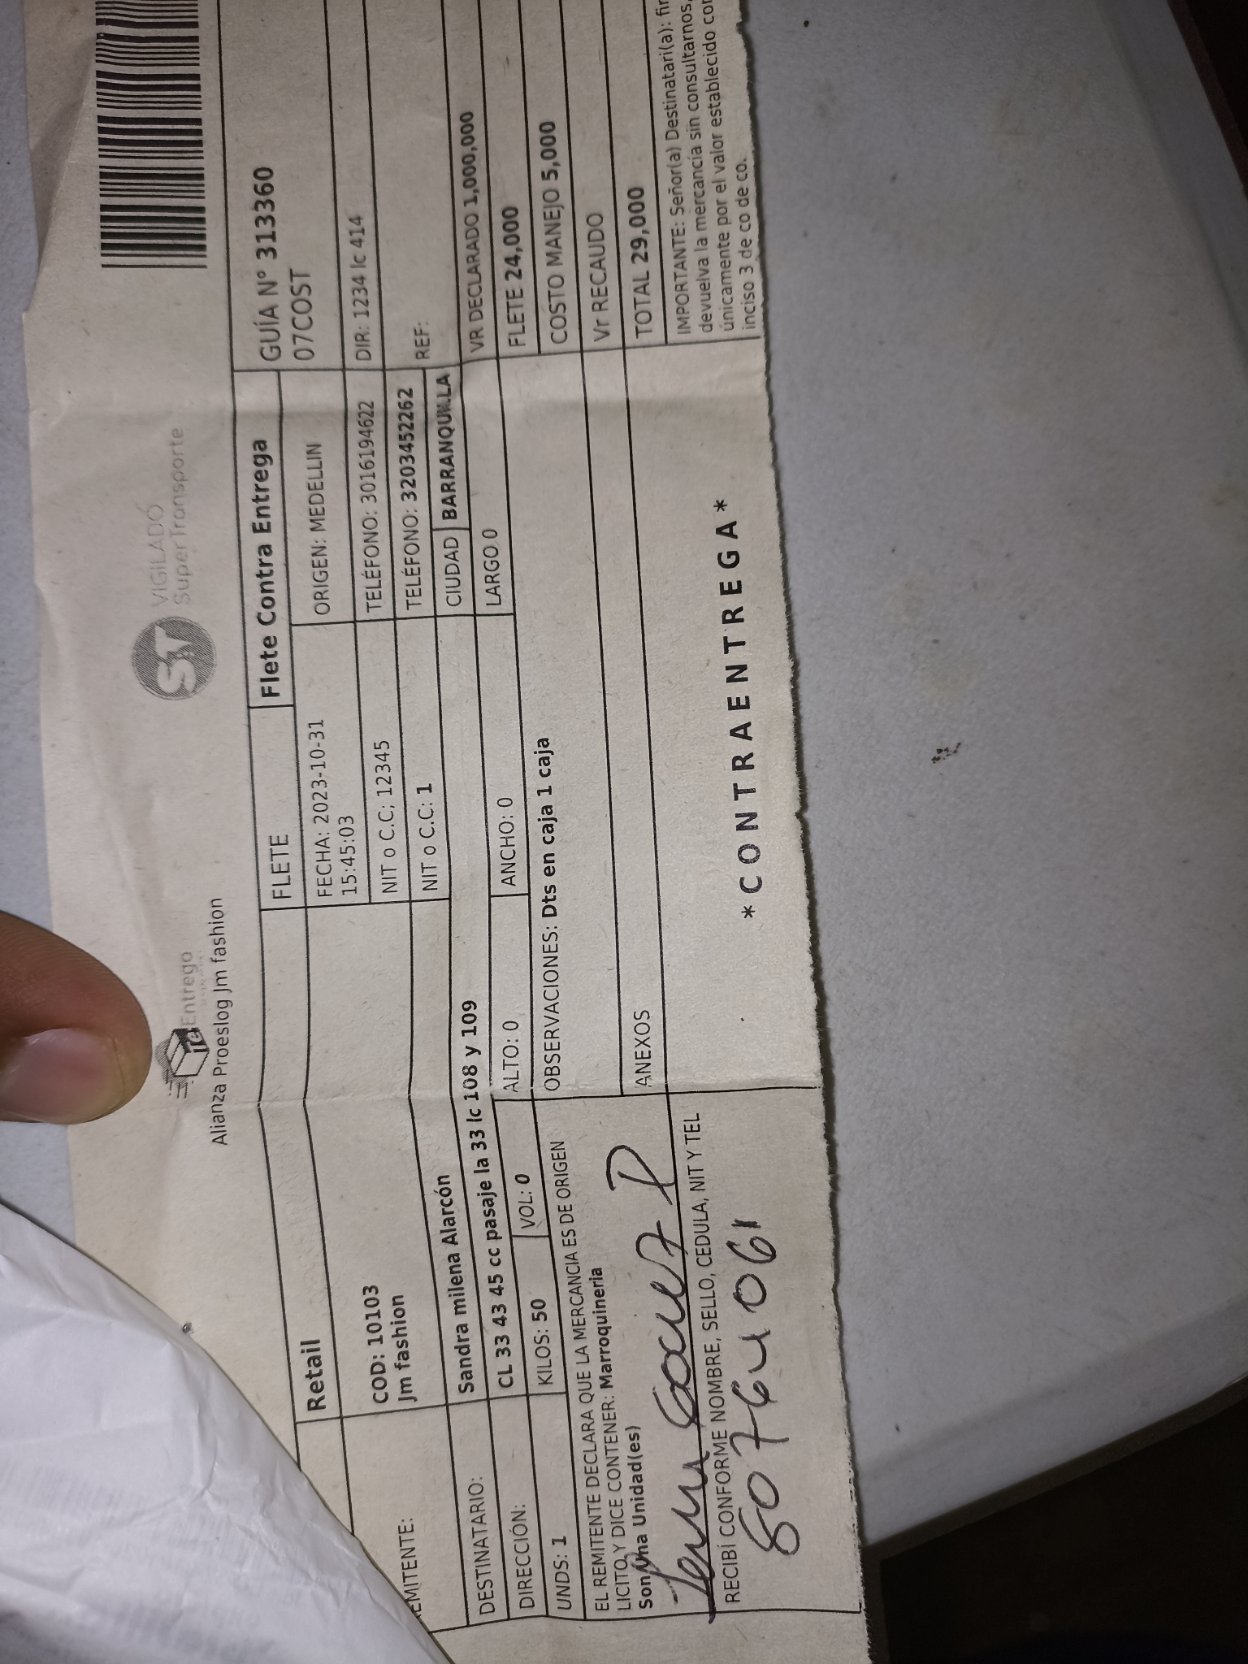 Entrego
Alianza Proeslog Jm fashion
VIGILADO
SuperTransporte
FLETE
Flete Contra Entrega
GUÍA N° 313360
07COST
Retail
FECHA: 2023-10-31
15:45:03
ORIGEN: MEDELLIN
EMITENTE:
COD: 10103
Jm fashion
NIT o C.C: 12345
TELÉFONO: 3016194622
DIR: 1234 lc 414
DESTINATARIO:
Sandra milena Alarcón
NIT o C.C: 1
TELÉFONO: 3203452262
REF:
DIRECCIÓN:
CL 33 43 45 cc pasaje la 33 lc 108 y 109
CIUDAD
BARRANQUILLA
VR DECLARADO 1,000,000
UNDS: 1
KILOS: 50
VOL: 0
ALTO: 0
ANCHO: 0
LARGO 0
FLETE 24,000
EL REMITENTE DECLARA QUE LA MERCANCIA ES DE ORIGEN
LICITO Y DICE CONTENER: Marroquineria
Son Una Unidad(es)
OBSERVACIONES: Dts en caja 1 caja
COSTO MANEJO 5,000
Vr RECAUDO
ANEXOS
TOTAL 29,000
RECIBÍ CONFORME NOMBRE, SELLO, CEDULA, NIT Y TEL
*CONTRAENTREGA*
IMPORTANTE: Señor(a) Destinatari(a):
devuelva la mercancía sin consultarnos,
únicamente por el valor establecido
inciso 3 de co de co.